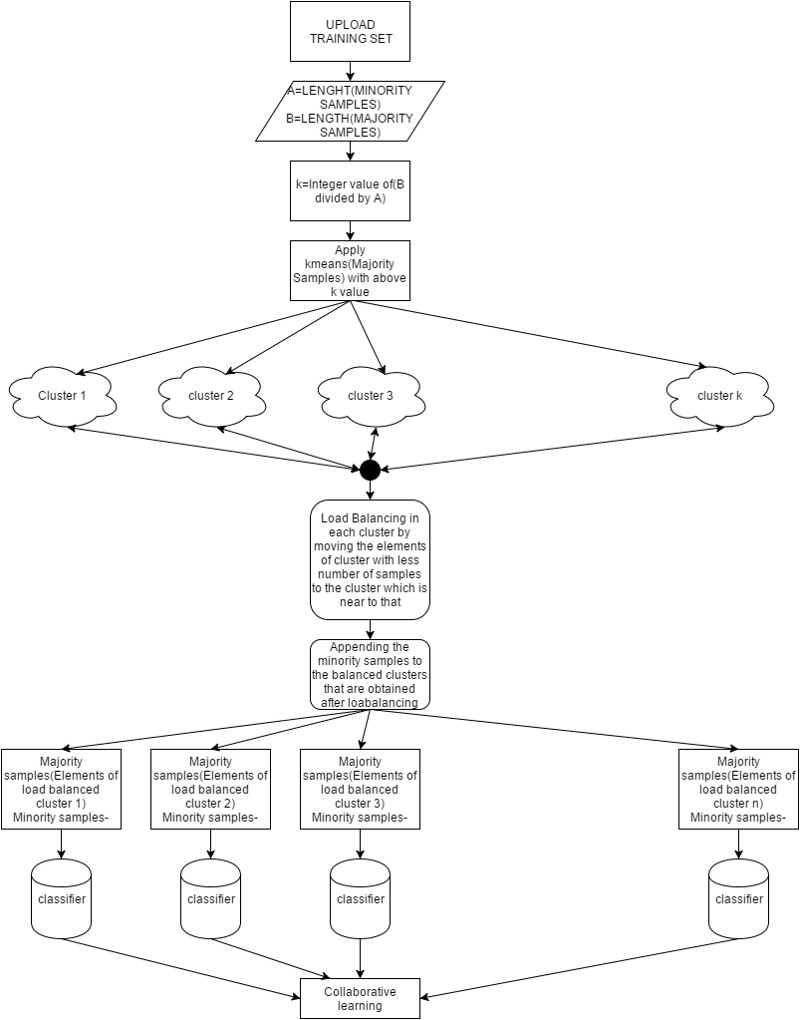 UPLOAD
TRAINING SET
A=LENGHT(MINORITY
SAMPLES)
B=LENGTH(MAJORITY
SAMPLES)
k=Integer value of(B
divided by A)
Apply
kmeans(Majority
Samples) with above
k value
Cluster 1
cluster 2
cluster 3
cluster k
Load Balancing in
each cluster by
moving the elements
of cluster with less
number of samples
to the cluster which is
near to that
Appending the
minority samples to
the balanced clusters
that are obtained
after loabalancing
Majority
samples(Elements of
load balanced
cluster 1)
Minority samples-
Majority
samples(Elements of
load balanced
cluster 2)
Minority samples-
Majority
samples(Elements of
load balanced
cluster 3)
Minority samples-
Majority
samples(Elements of
load balanced
cluster n)
Minority samples-
classifier
classifier
classifier
classifier
Collaborative
learning